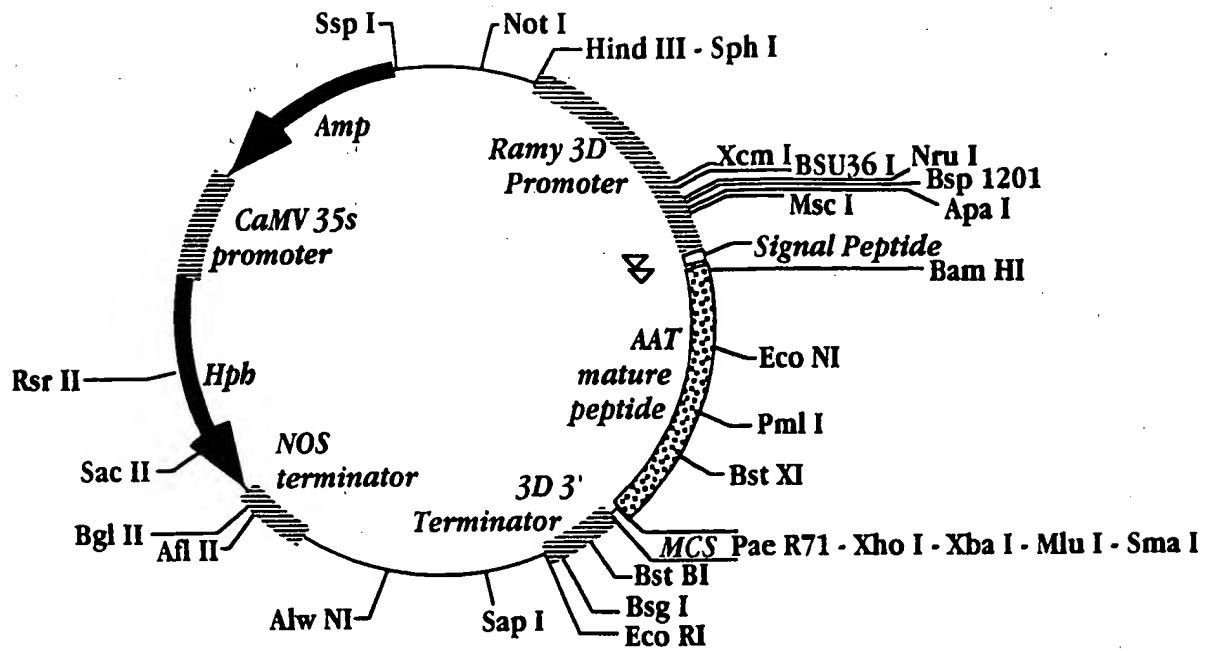 Ssp I
Not I
Hind III - Sph I
Amp
Ramy 3D
Promoter
Xcm I
BSU36 I
Nru I
Bsp 1201
Msc I
Apa I
CaMV 35s
promoter
Signal Peptide
Bam HI
AAT
mature
peptide
Eco NI
Rsr II
Hph
Pml I
NOS
terminator
Sac II
3D 3'
Terminator
Bst XI
Bgl II
Afl II
MCS
Pae R71 - Xho I - Xba I - Mlu I - Sma I
Bst BI
Alw NI
Sap I
Bsg I
Eco RI